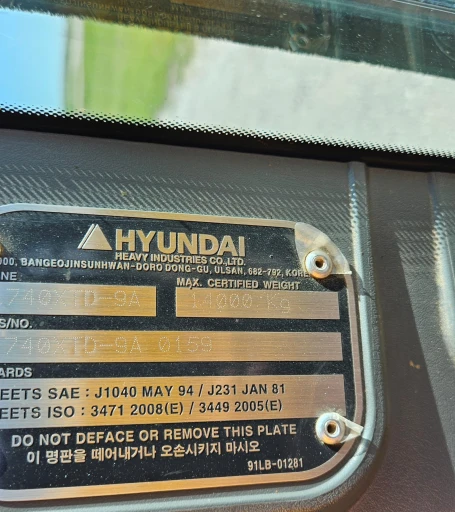 HYUNDAI
HEAVY INDUSTRIES CO.,LTD.
000, BANGEOJINSUNHWAN-DORO DONG-GU, ULSAN, 682-792, KORE
NE MAX. CERTIFIED WEIGHT
740XTD-9A 14000 Kg
S/NO.
740XTD-9A 0159
ARDS
EETS SAE : J1040 MAY 94 / J231 JAN 81
EETS ISO : 3471 2008(E) / 3449 2005(E)
DO NOT DEFACE OR REMOVE THIS PLATE
이 명판을 떼어내거나 오손시키지 마시오
91LB-01281